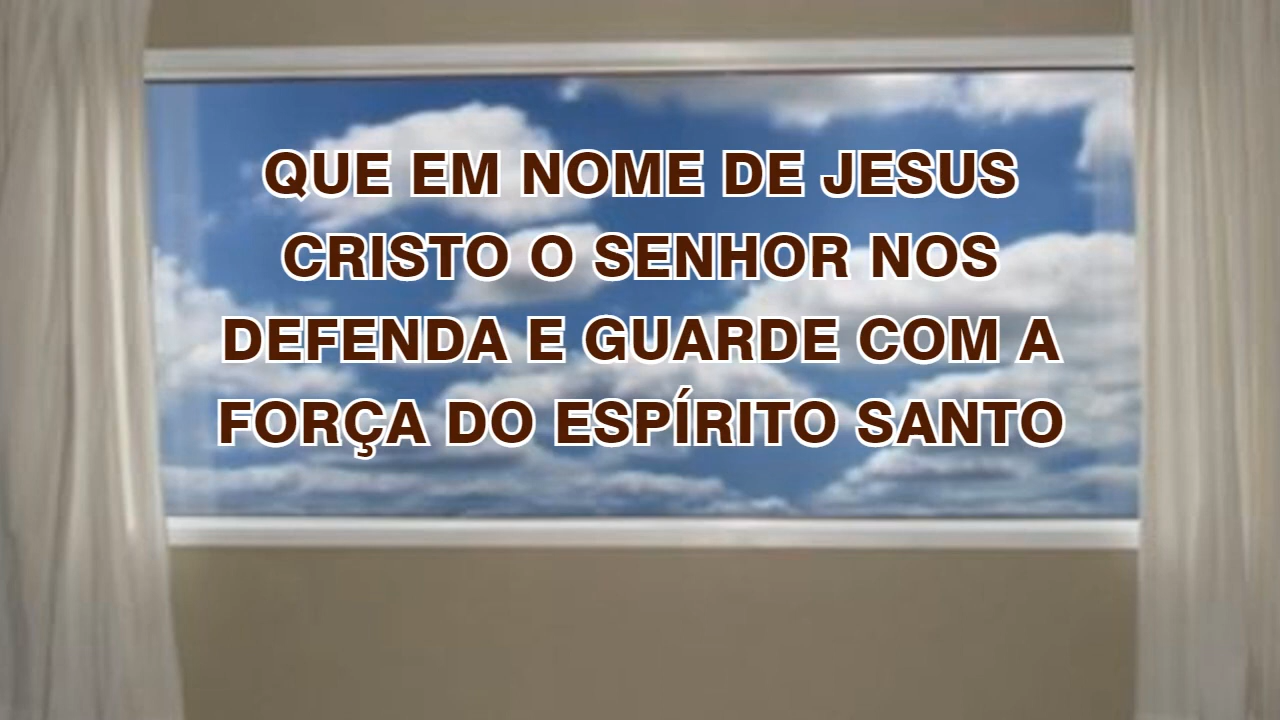 QUE EM NOME DE JESUS
CRISTO O SENHOR NOS
DEFENDA E GUARDE COM A
FORÇA DO ESPÍRITO SANTO